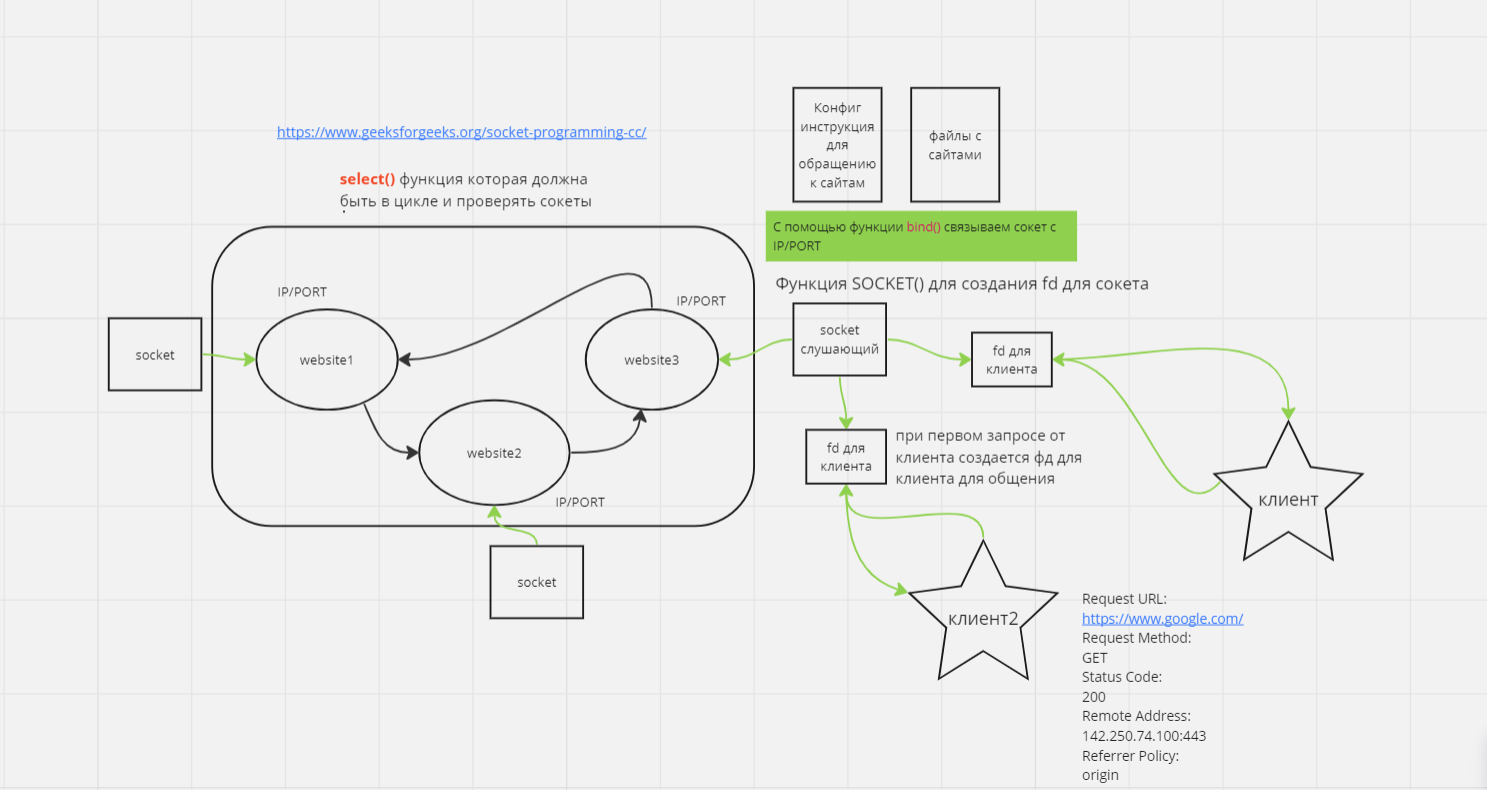 https://www.geeksforgeeks.org/socket-programming-cc/
select() функция которая должна
быть в цикле и проверять сокеты
Конфиг
инструкция
для
обращению
к сайтам
файлы с
сайтами
С помощью функции bind() связываем сокет с
IP/PORT
Функция SOCKET() для создания fd для сокета
IP/PORT
IP/PORT
socket
website1
website3
socket
слушающий
fd для
клиента
website2
IP/PORT
fd для
клиента
при первом запросе от
клиента создается фд для
клиента для общения
клиент
socket
клиент2
Request URL:
https://www.google.com/
Request Method:
GET
Status Code:
200
Remote Address:
142.250.74.100:443
Referrer Policy:
origin